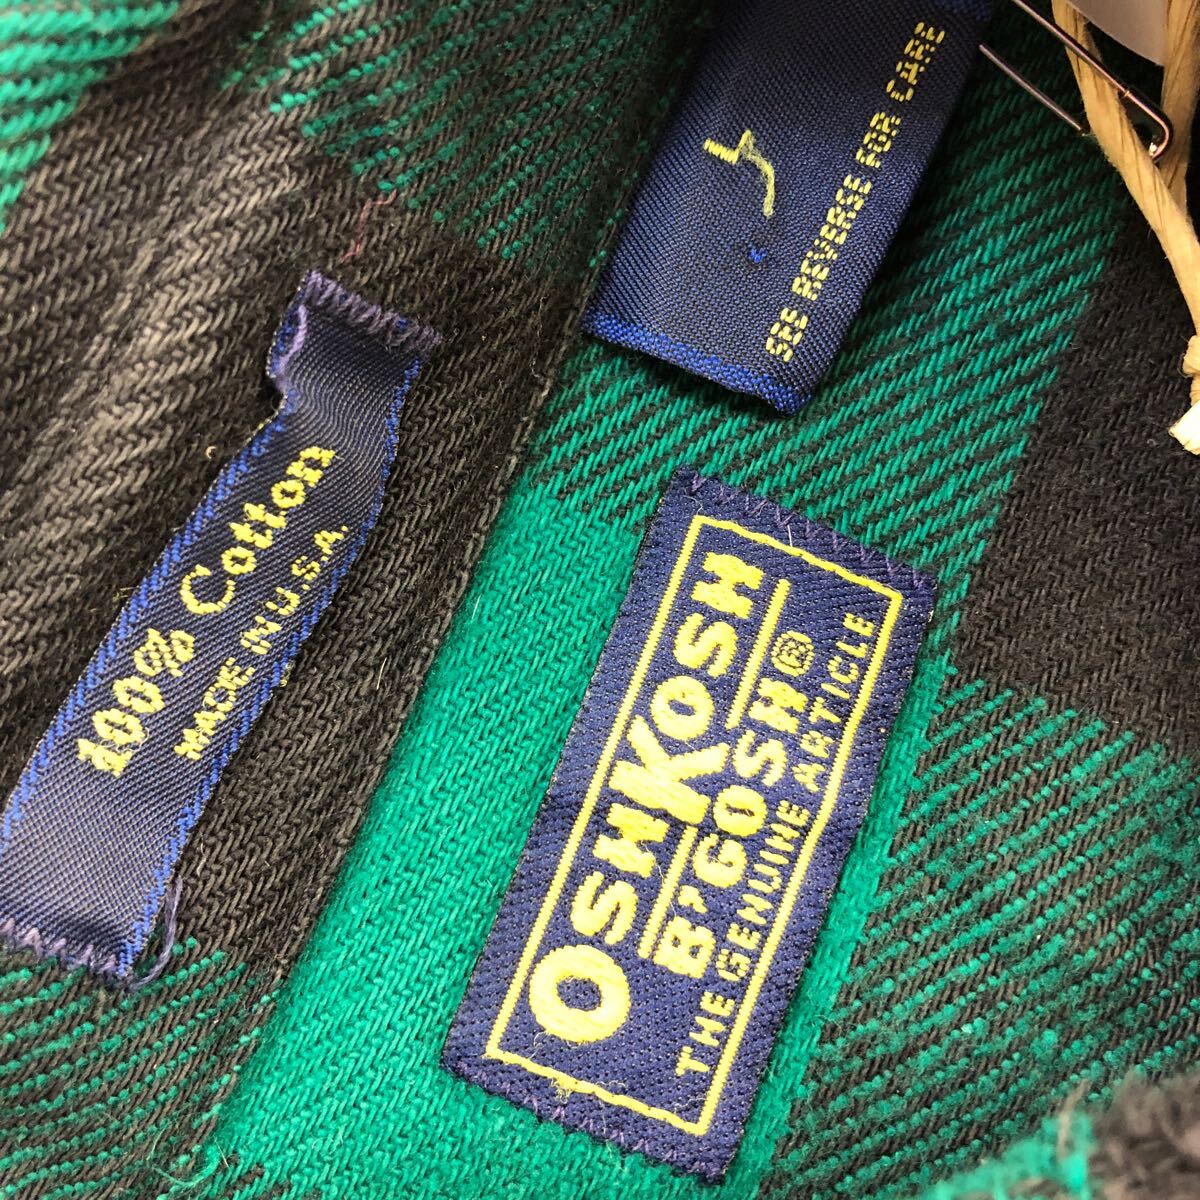 SEE REVERSE FOR CARE
100% Cotton
MADE IN U.S.A.
OSHKOSH
B'GOSH®
THE GENUINE ARTICLE